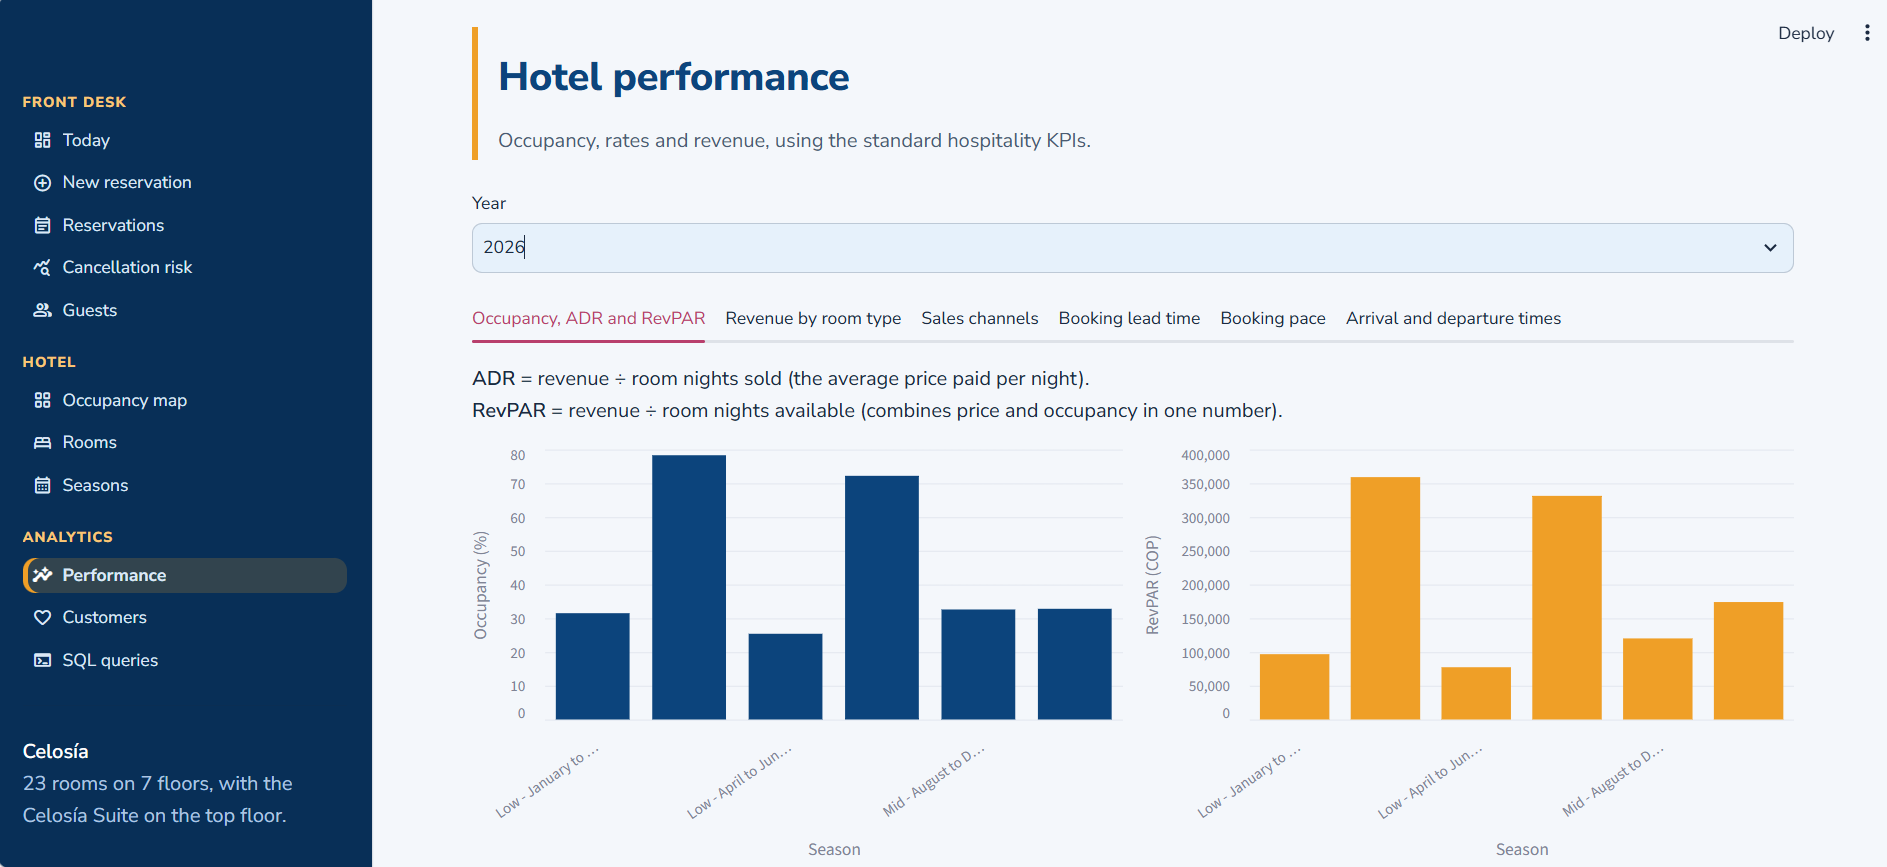 Deploy
FRONT DESK
Today
New reservation
Reservations
Cancellation risk
Guests
HOTEL
Occupancy map
Rooms
Seasons
ANALYTICS
Performance
Customers
SQL queries
Celosía
23 rooms on 7 floors, with the
Celosía Suite on the top floor.
Hotel performance
Occupancy, rates and revenue, using the standard hospitality KPIs.
Year
2026
Occupancy, ADR and RevPAR Revenue by room type Sales channels Booking lead time Booking pace Arrival and departure times
ADR = revenue ÷ room nights sold (the average price paid per night).
RevPAR = revenue ÷ room nights available (combines price and occupancy in one number).
Occupancy (%)
80
70
60
50
40
30
20
10
0
Low - January to ...
Low - April to Jun...
Mid - August to D...
Season
RevPAR (COP)
400,000
350,000
300,000
250,000
200,000
150,000
100,000
50,000
0
Low - January to ...
Low - April to Jun...
Mid - August to D...
Season